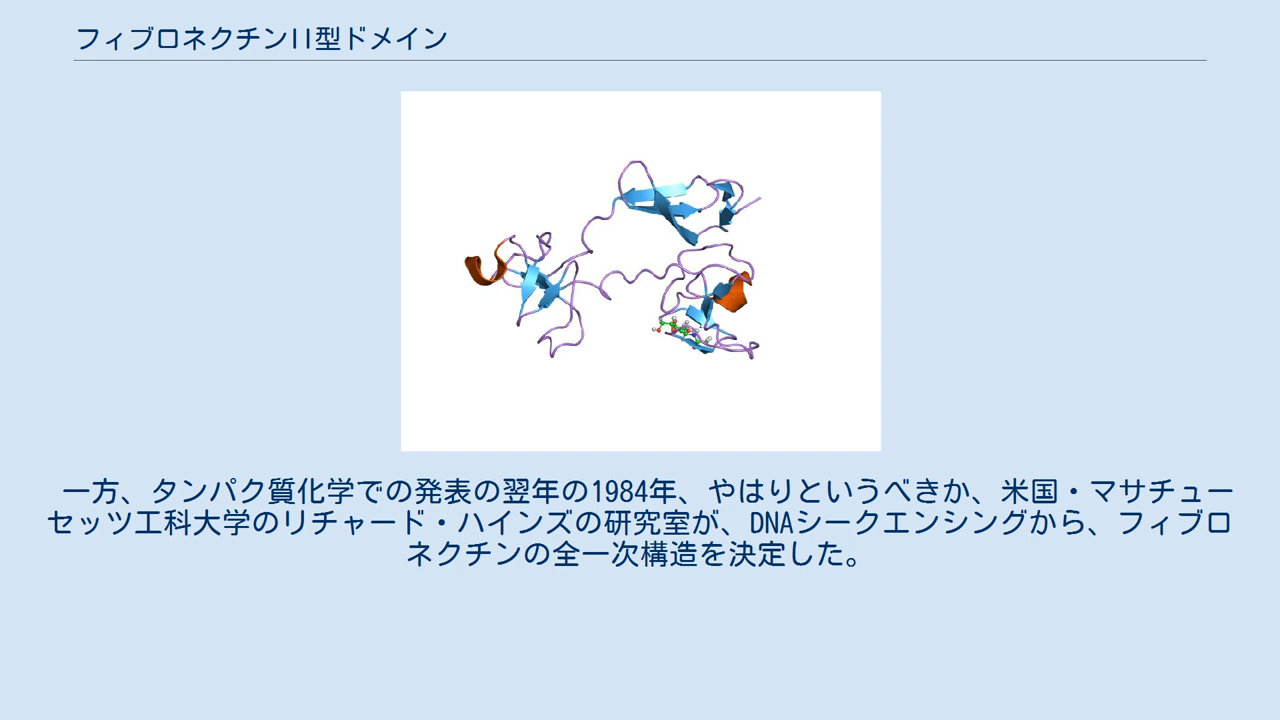 フィブロネクチンII型ドメイン
一方、タンパク質化学での発表の翌年の1984年、やはりというべきか、米国・マサチュー
セッツ工科大学のリチャード・ハインズの研究室が、DNAシークエンシングから、フィブロ
ネクチンの全一次構造を決定した。